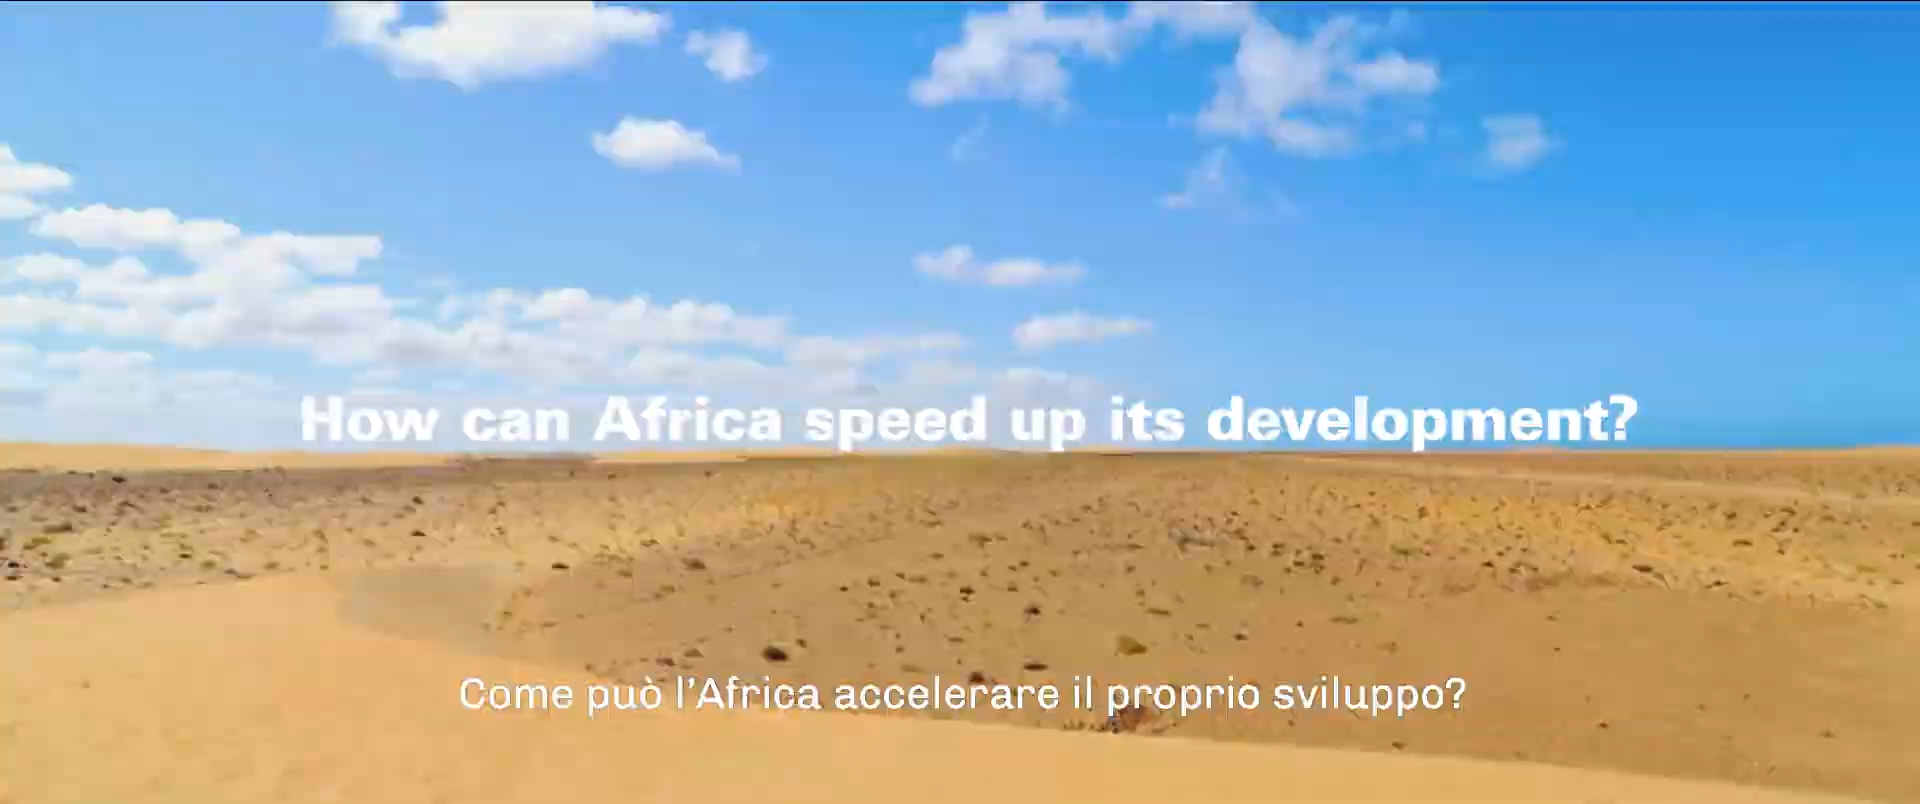 How can Africa speed up its development?
Come può l'Africa accelerare il proprio sviluppo?